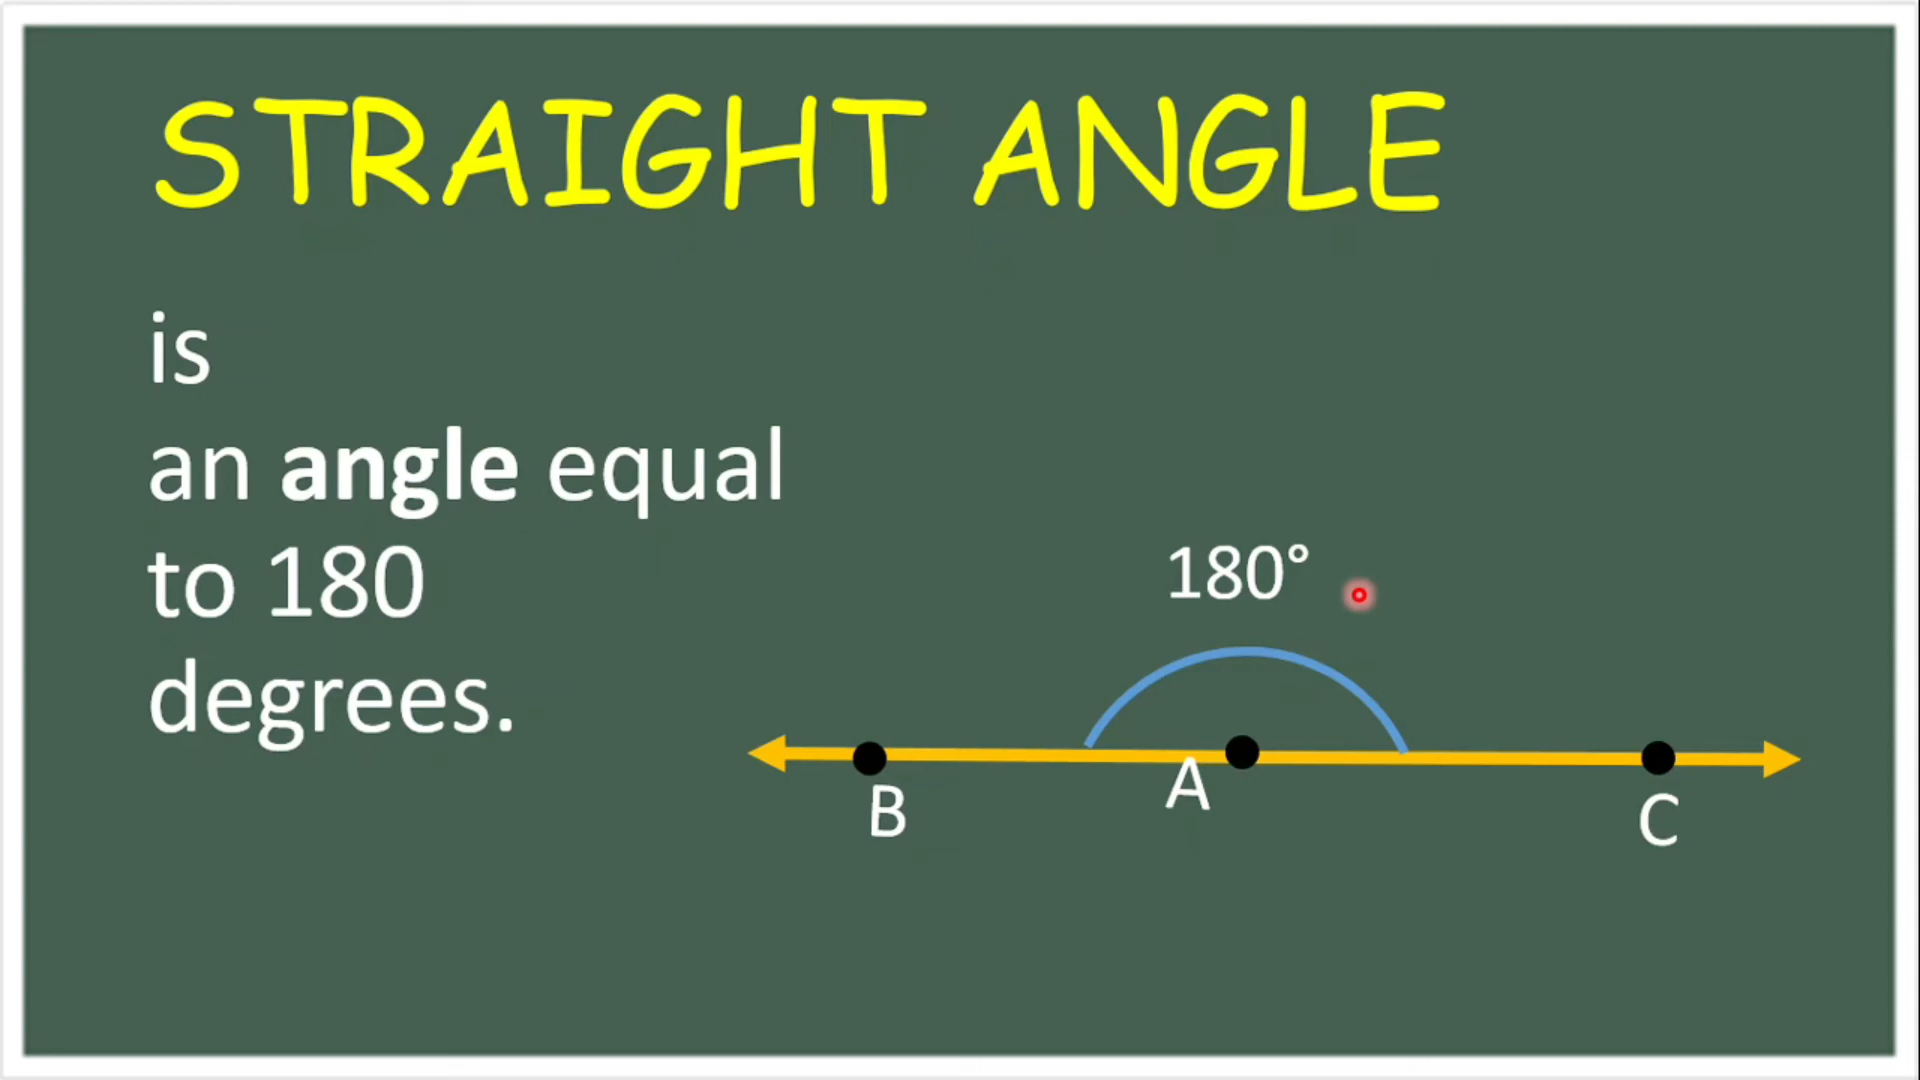 STRAIGHT ANGLE
is
an angle equal
to 180
degrees.
180°
B
A
C